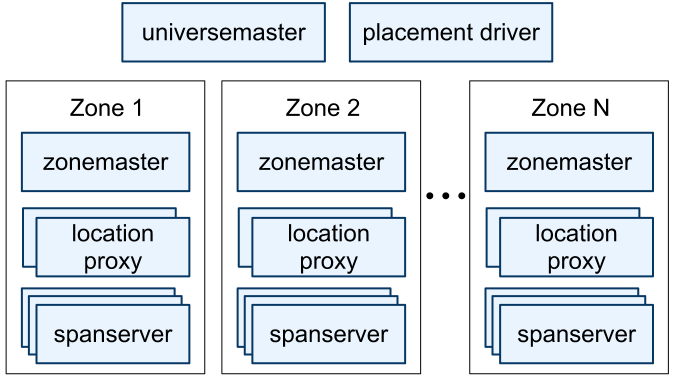 universemaster
placement driver
Zone 1
zonemaster
location
proxy
spanserver
Zone 2
zonemaster
location
proxy
spanserver
...
Zone N
zonemaster
location
proxy
spanserver